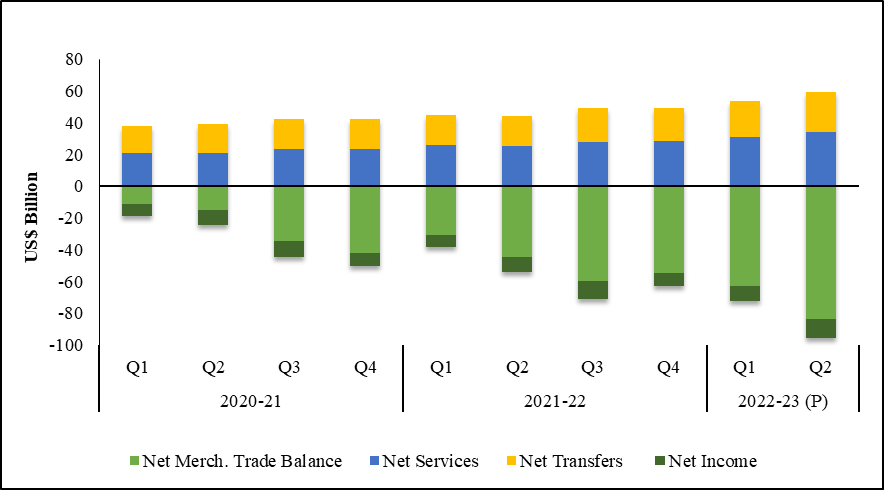 US$ Billion
80
60
40
20
0
-20
-40
-60
-80
-100
Q1 Q2 Q3 Q4 Q1 Q2 Q3 Q4 Q1 Q2
2020-21 2021-22 2022-23 (P)
Net Merch. Trade Balance Net Services Net Transfers Net Income